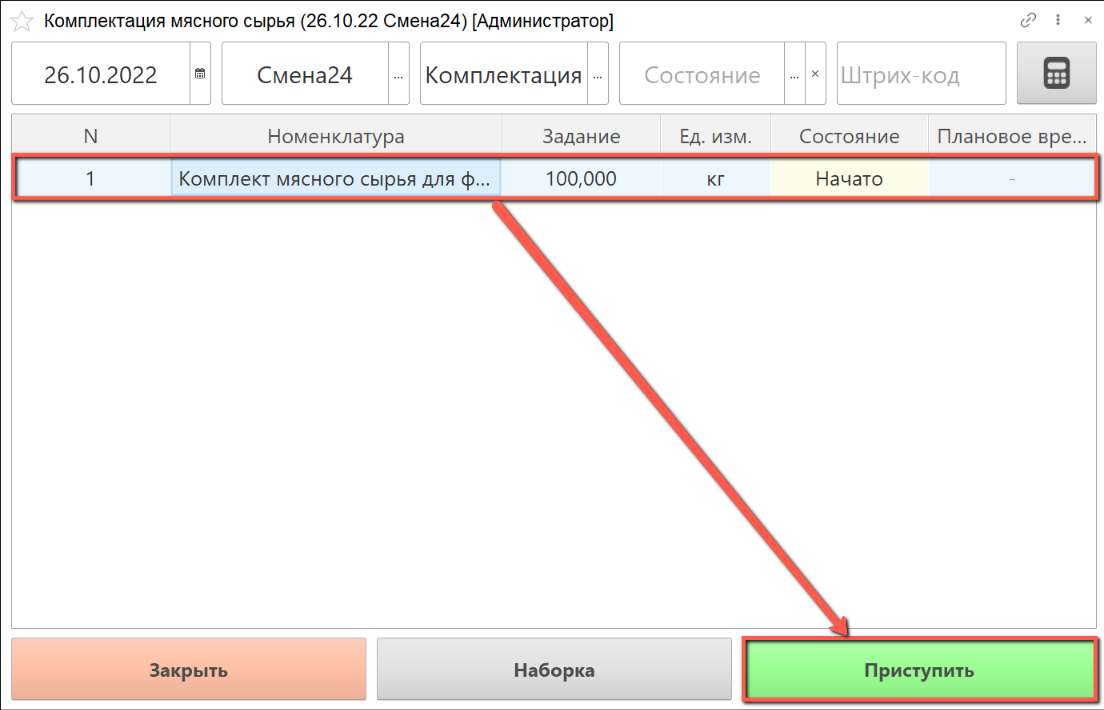 Комплектация мясного сырья (26.10.22 Смена24) [Администратор]
26.10.2022 Смена24 ... Комплектация ... Состояние ... × Штрих-код
N Номенклатура Задание Ед. изм. Состояние Плановое вре...
1 Комплект мясного сырья для ф... 100,000 кг Начато -
Закрыть Наборка Приступить